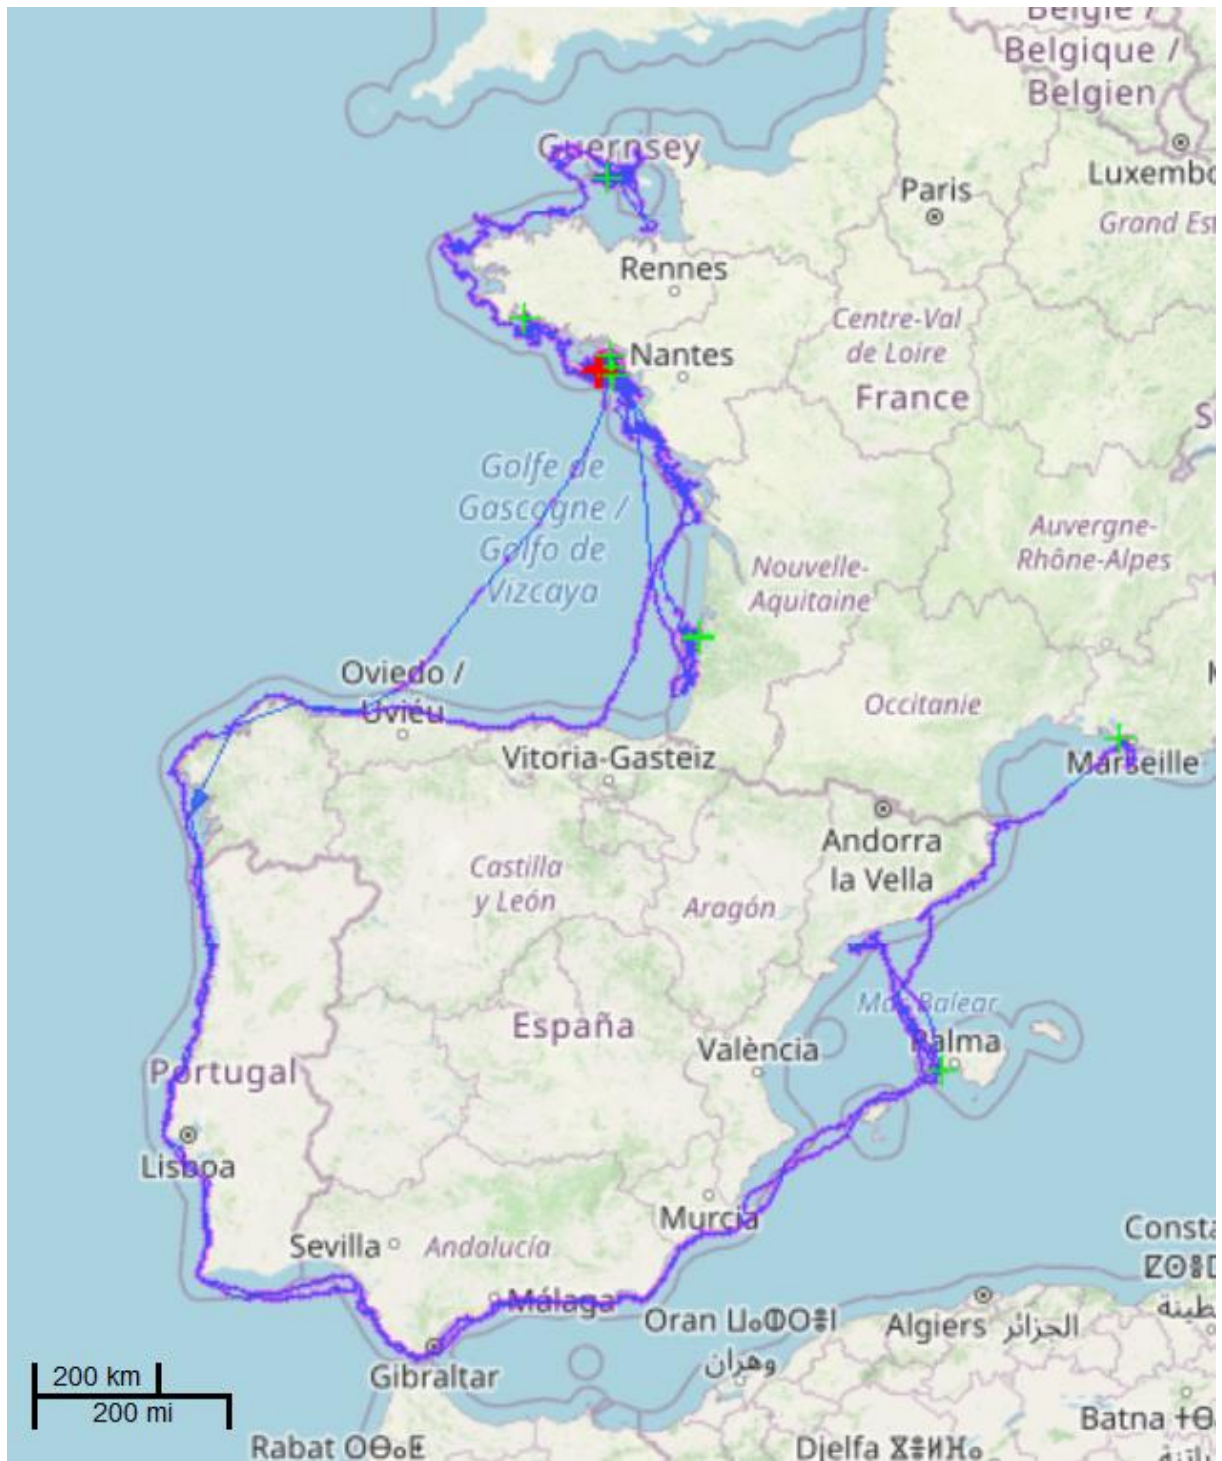 België /
Belgique /
Belgien
Guernsey
Luxembo
Paris
Grand Est
Rennes
Centre-Val
de Loire
Nantes
France
Golfe de
Gascogne /
Golfo de
Vizcaya
Auvergne-
Rhône-Alpes
Nouvelle-
Aquitaine
Oviedo /
Uviéu
Occitanie
Vitoria-Gasteiz
Marseille
Andorra
la Vella
Castilla
y León
Aragón
Mar Balear
España
València
Palma
Portugal
Lisboa
Murcia
Sevilla
Andalucía
Consta
Málaga
Oran
وهران
Algiers الجزائر
Gibraltar
200 km
200 mi
Batna
Rabat ⵔⴱⴰⵟ
Djelfa